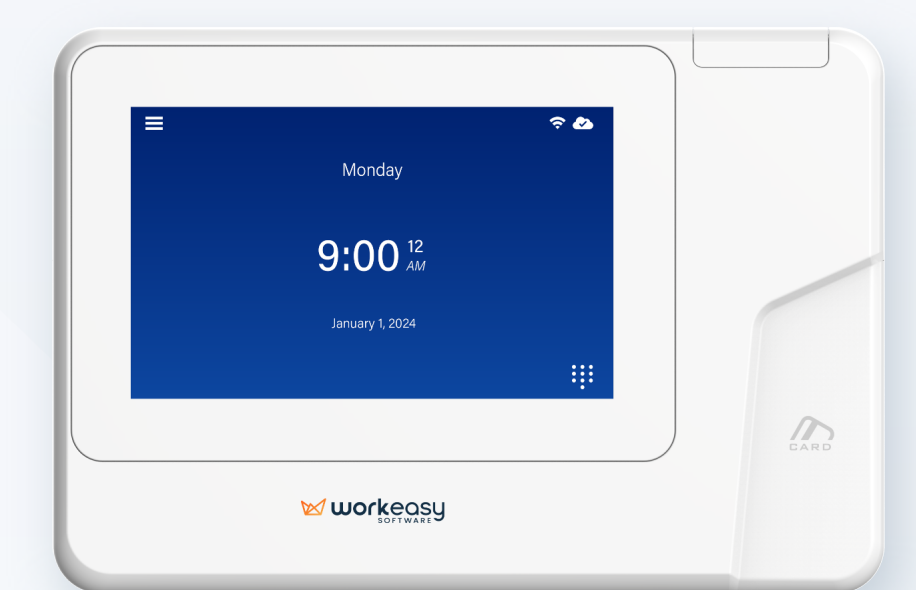 Monday
9:00 12
AM
January 1, 2024
CARD
workeasy
SOFTWARE